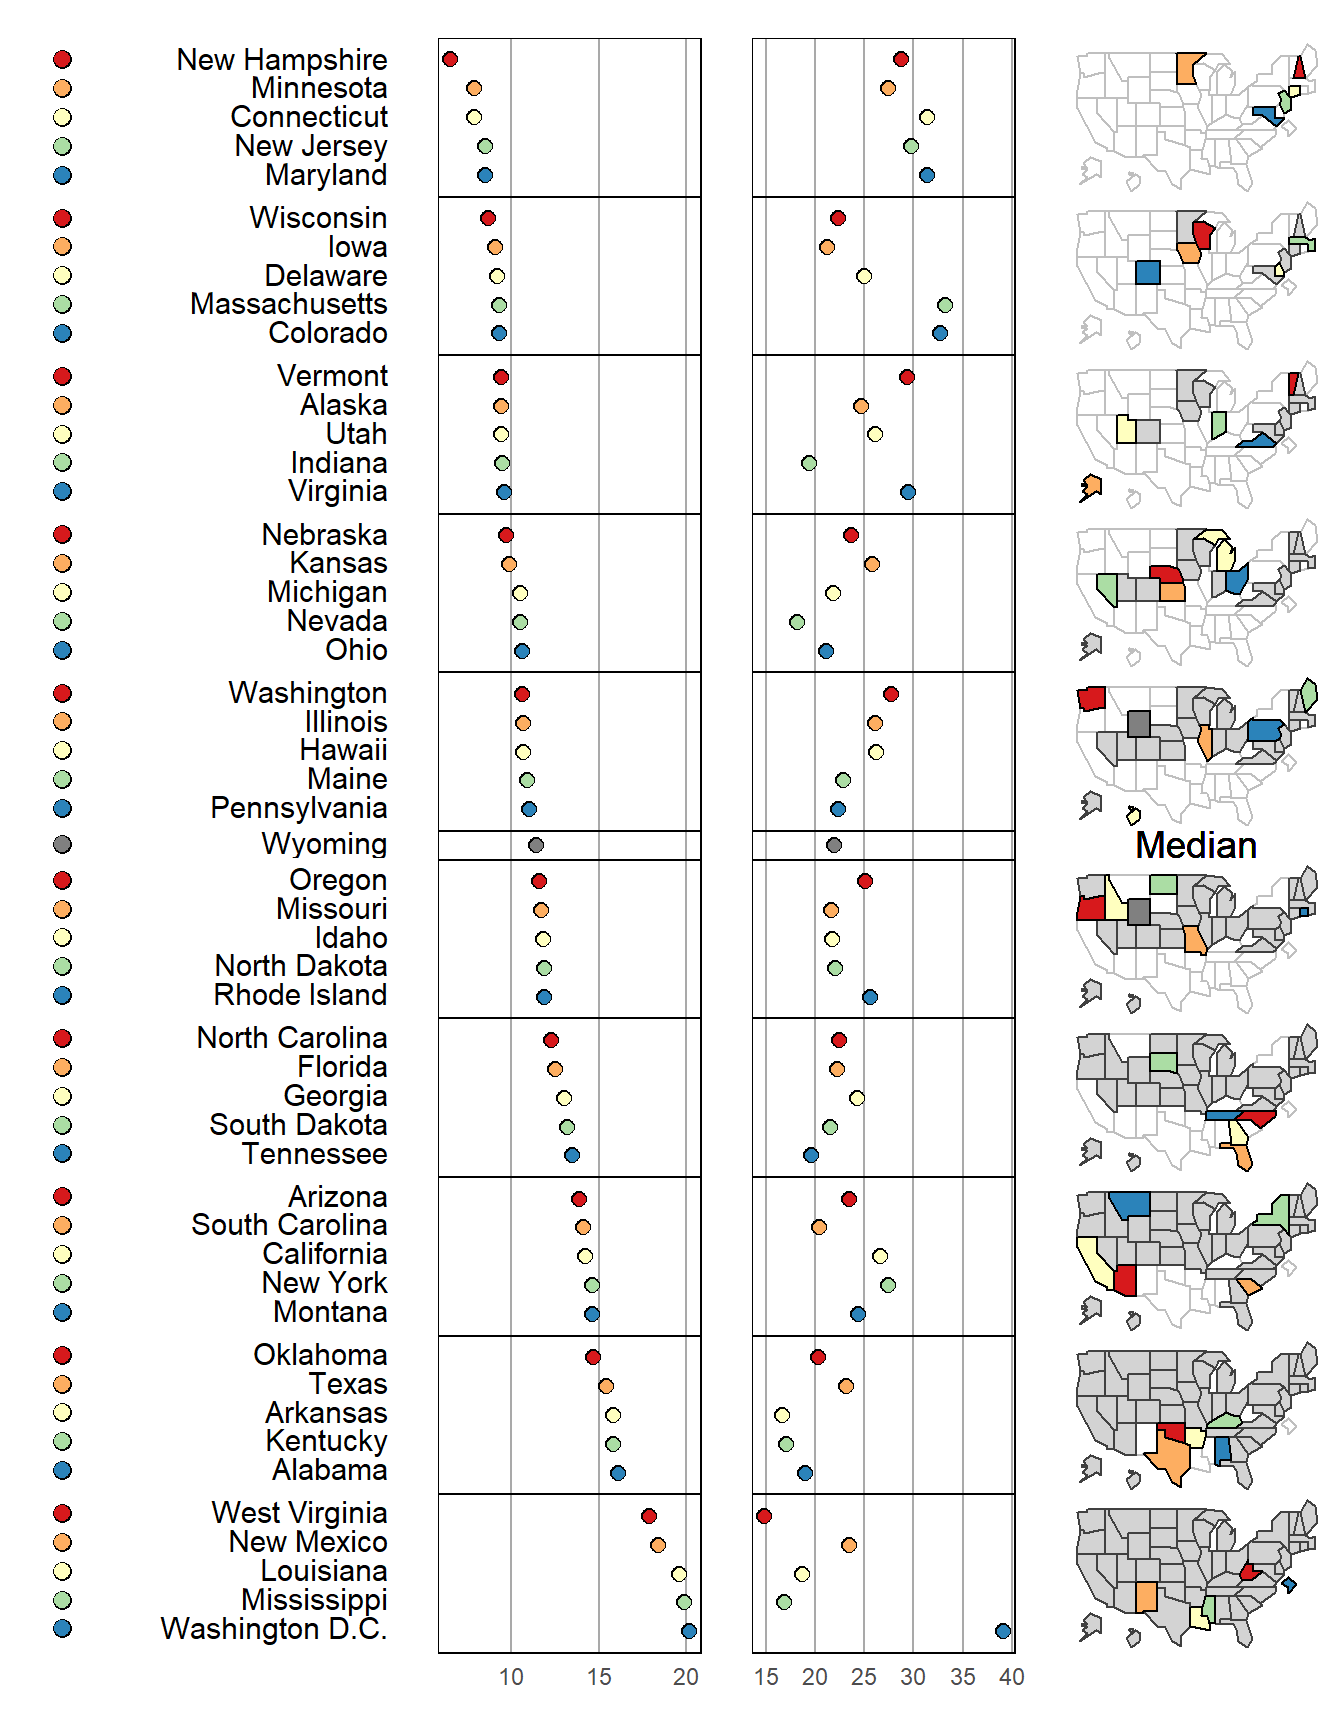 New Hampshire
Minnesota
Connecticut
New Jersey
Maryland
Wisconsin
Iowa
Delaware
Massachusetts
Colorado
Vermont
Alaska
Utah
Indiana
Virginia
Nebraska
Kansas
Michigan
Nevada
Ohio
Washington
Illinois
Hawaii
Maine
Pennsylvania
Wyoming
Median
Oregon
Missouri
Idaho
North Dakota
Rhode Island
North Carolina
Florida
Georgia
South Dakota
Tennessee
Arizona
South Carolina
California
New York
Montana
Oklahoma
Texas
Arkansas
Kentucky
Alabama
West Virginia
New Mexico
Louisiana
Mississippi
Washington D.C.
10 15 20 15 20 25 30 35 40